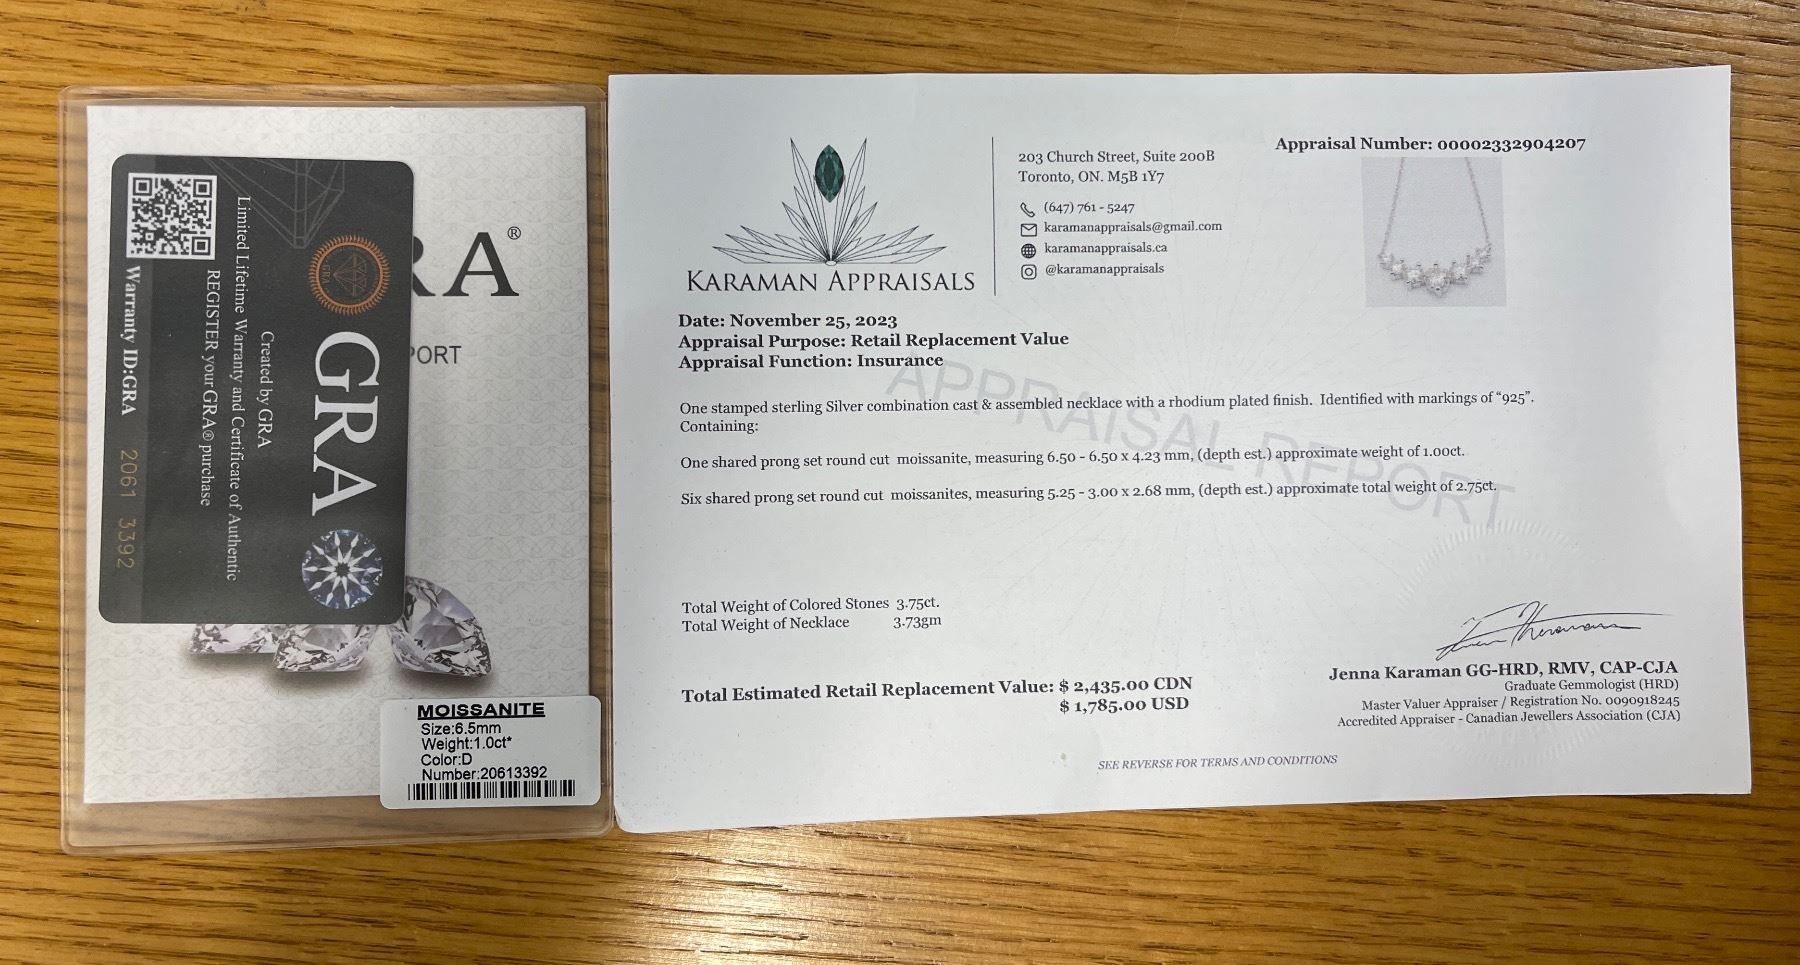 RA®
PORT
GRA
GRA
Created by GRA
Limited Lifetime Warranty and Certificate of Authentic
REGISTER your GRA® purchase
Warranty ID:GRA 2061 3392
MOISSANITE
Size:6.5mm
Weight:1.0ct*
Color:D
Number:20613392
KARAMAN APPRAISALS
203 Church Street, Suite 200B
Toronto, ON. M5B 1Y7
(647) 761 - 5247
karamanappraisals@gmail.com
karamanappraisals.ca
@karamanappraisals
Appraisal Number: 00002332904207
Date: November 25, 2023
Appraisal Purpose: Retail Replacement Value
Appraisal Function: Insurance
APPRAISAL REPORT
One stamped sterling Silver combination cast & assembled necklace with a rhodium plated finish. Identified with markings of "925".
Containing:
One shared prong set round cut moissanite, measuring 6.50 - 6.50 x 4.23 mm, (depth est.) approximate weight of 1.00ct.
Six shared prong set round cut moissanites, measuring 5.25 - 3.00 x 2.68 mm, (depth est.) approximate total weight of 2.75ct.
Total Weight of Colored Stones 3.75ct.
Total Weight of Necklace 3.73gm
Total Estimated Retail Replacement Value: $ 2,435.00 CDN
$ 1,785.00 USD
Jenna Karaman GG-HRD, RMV, CAP-CJA
Graduate Gemmologist (HRD)
Master Valuer Appraiser / Registration No. 0090918245
Accredited Appraiser - Canadian Jewellers Association (CJA)
SEE REVERSE FOR TERMS AND CONDITIONS